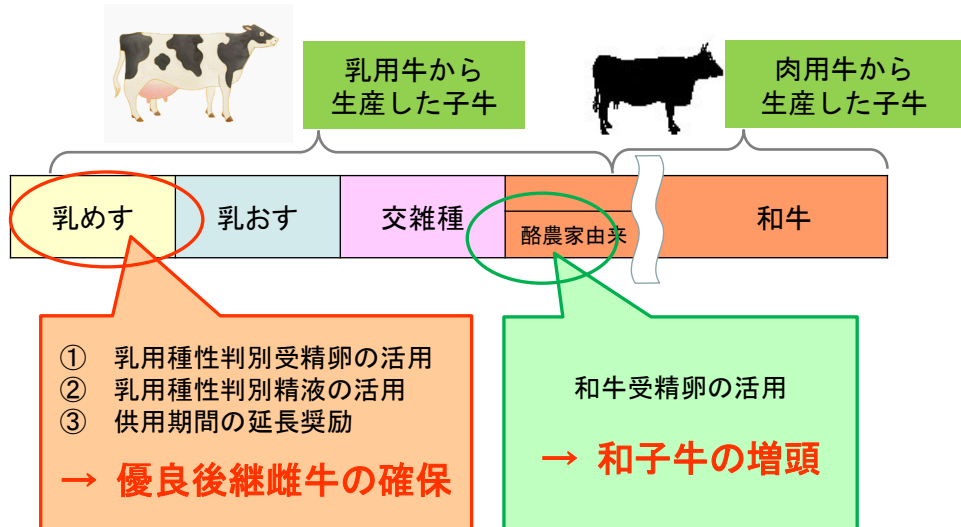 乳用牛から
生産した子牛
肉用牛から
生産した子牛
乳めす
乳おす
交雑種
酪農家由来
和牛
① 乳用種性判別受精卵の活用
② 乳用種性判別精液の活用
③ 供用期間の延長奨励
→ 優良後継雌牛の確保
和牛受精卵の活用
→ 和子牛の増頭